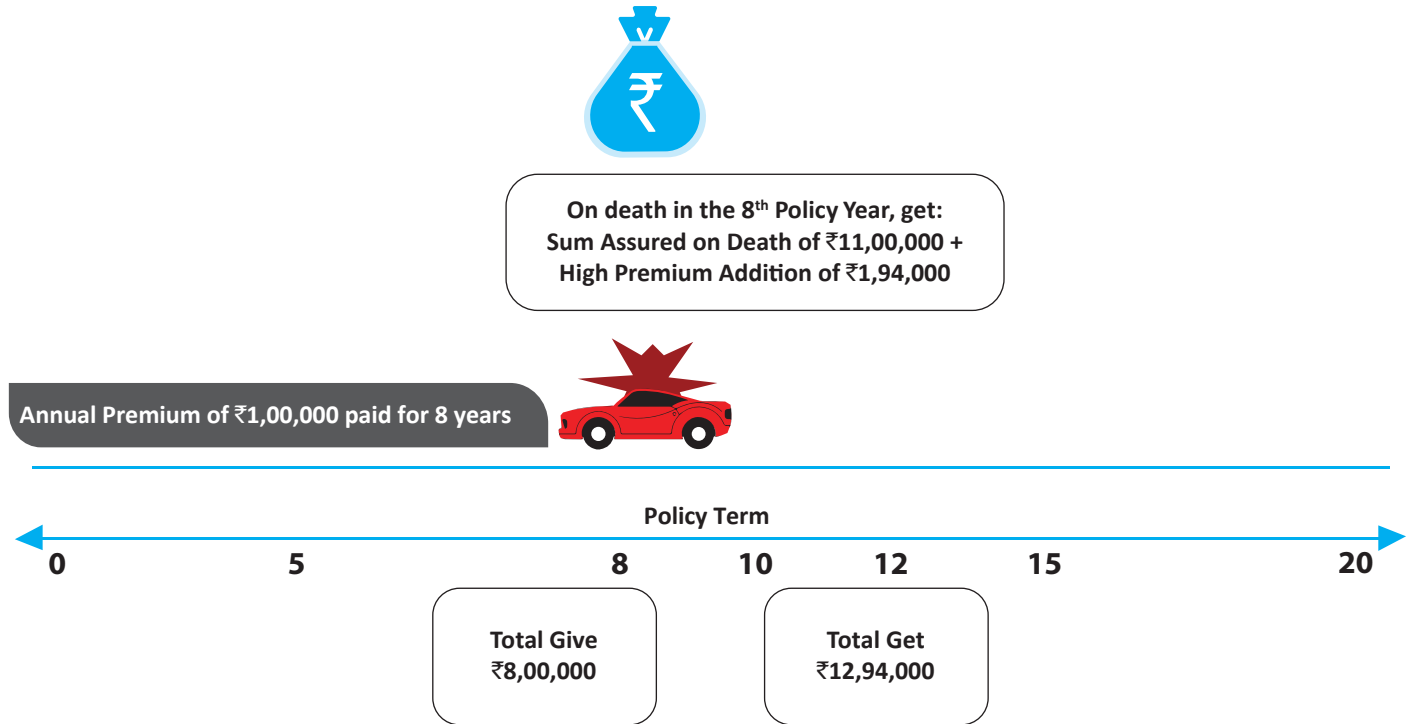 ₹
On death in the 8th Policy Year, get:
Sum Assured on Death of ₹11,00,000 +
High Premium Addition of ₹1,94,000
Annual Premium of ₹1,00,000 paid for 8 years
Policy Term
0 5 8 10 12 15 20
Total Give
₹8,00,000
Total Get
₹12,94,000